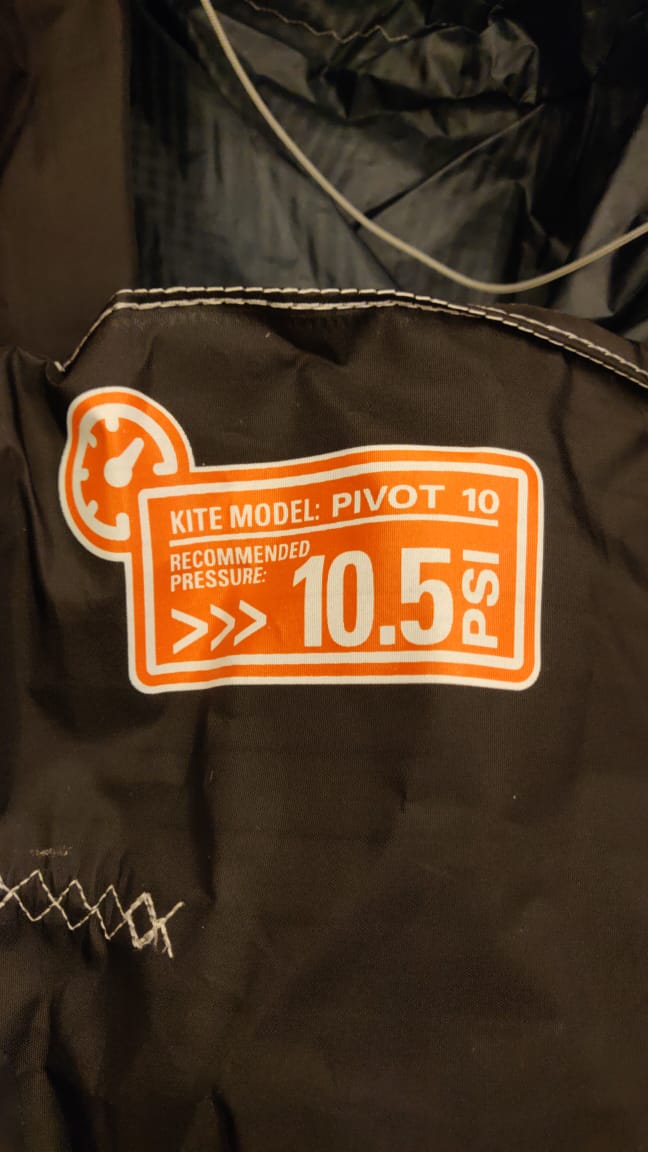 KITE MODEL: PIVOT 10
RECOMMENDED
PRESSURE:
>>> 10.5 PSI